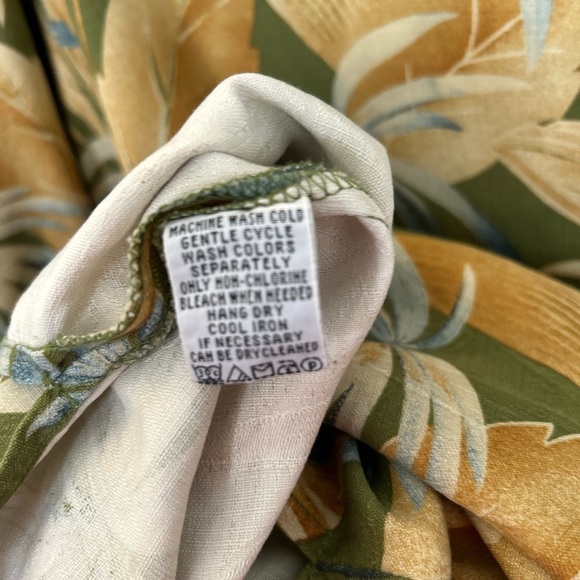 MACHINE WASH COLD
GENTLE CYCLE
WASH COLORS
SEPARATELY
ONLY NON-CHLORINE
BLEACH WHEN NEEDED
HANG DRY
COOL IRON
IF NECESSARY
CAN BE DRYCLEANED
P